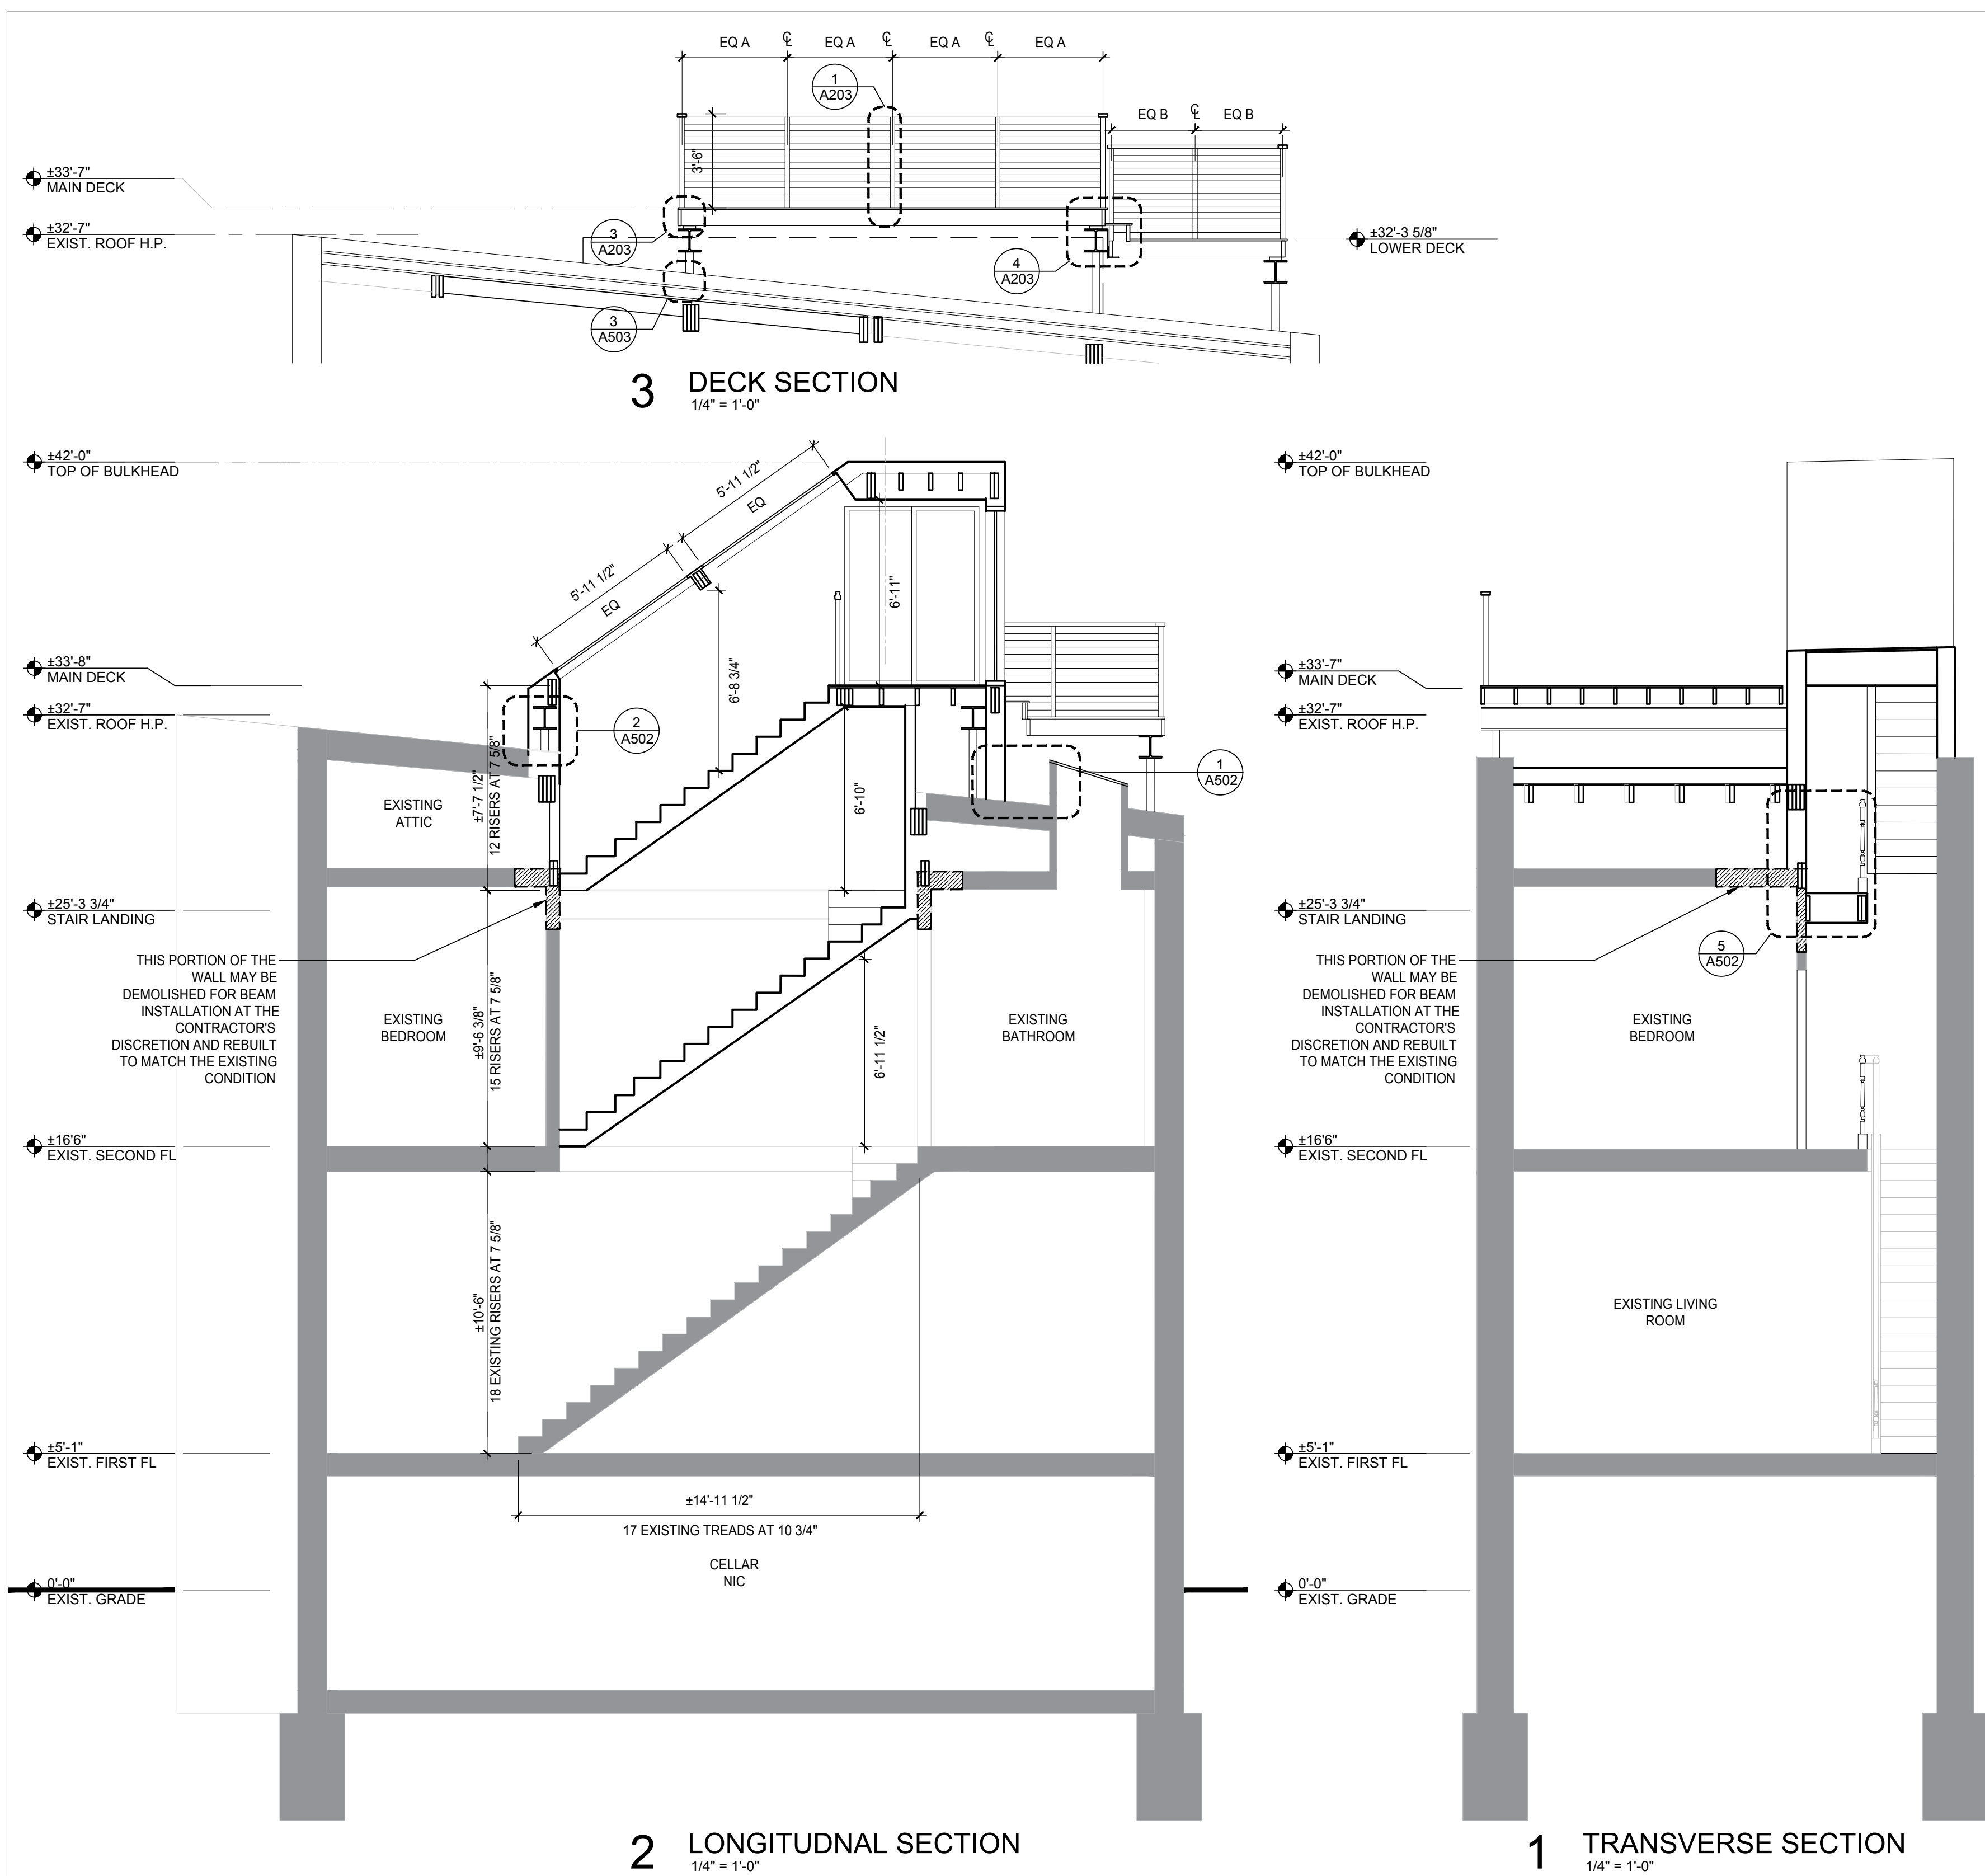 EQ A
℄
EQ A
℄
EQ A
℄
EQ A
1
A203
EQ B
℄
EQ B
3'-6"
±33'-7"
MAIN DECK
±32'-7"
EXIST. ROOF H.P.
3
A203
4
A203
±32'-3 5/8"
LOWER DECK
3
A503
3 DECK SECTION
1/4" = 1'-0"
±42'-0"
TOP OF BULKHEAD
±33'-8"
MAIN DECK
±32'-7"
EXIST. ROOF H.P.
±25'-3 3/4"
STAIR LANDING
THIS PORTION OF THE
WALL MAY BE
DEMOLISHED FOR BEAM
INSTALLATION AT THE
CONTRACTOR'S
DISCRETION AND REBUILT
TO MATCH THE EXISTING
CONDITION
±16'6"
EXIST. SECOND FL
±5'-1"
EXIST. FIRST FL
0'-0"
EXIST. GRADE
5'-11 1/2"
EQ
5'-11 1/2"
EQ
6'-11"
6'-8 3/4"
2
A502
1
A502
EXISTING
ATTIC
±7'-7 1/2"
12 RISERS AT 7 5/8"
6'-10"
EXISTING
BEDROOM
±9'-6 3/8"
15 RISERS AT 7 5/8"
6'-11 1/2"
EXISTING
BATHROOM
±10'-6"
18 EXISTING RISERS AT 7 5/8"
±14'-11 1/2"
17 EXISTING TREADS AT 10 3/4"
CELLAR
NIC
2 LONGITUDNAL SECTION
1/4" = 1'-0"
±42'-0"
TOP OF BULKHEAD
±33'-7"
MAIN DECK
±32'-7"
EXIST. ROOF H.P.
±25'-3 3/4"
STAIR LANDING
5
A502
THIS PORTION OF THE
WALL MAY BE
DEMOLISHED FOR BEAM
INSTALLATION AT THE
CONTRACTOR'S
DISCRETION AND REBUILT
TO MATCH THE EXISTING
CONDITION
EXISTING
BEDROOM
±16'6"
EXIST. SECOND FL
EXISTING LIVING
ROOM
±5'-1"
EXIST. FIRST FL
0'-0"
EXIST. GRADE
1 TRANSVERSE SECTION
1/4" = 1'-0"